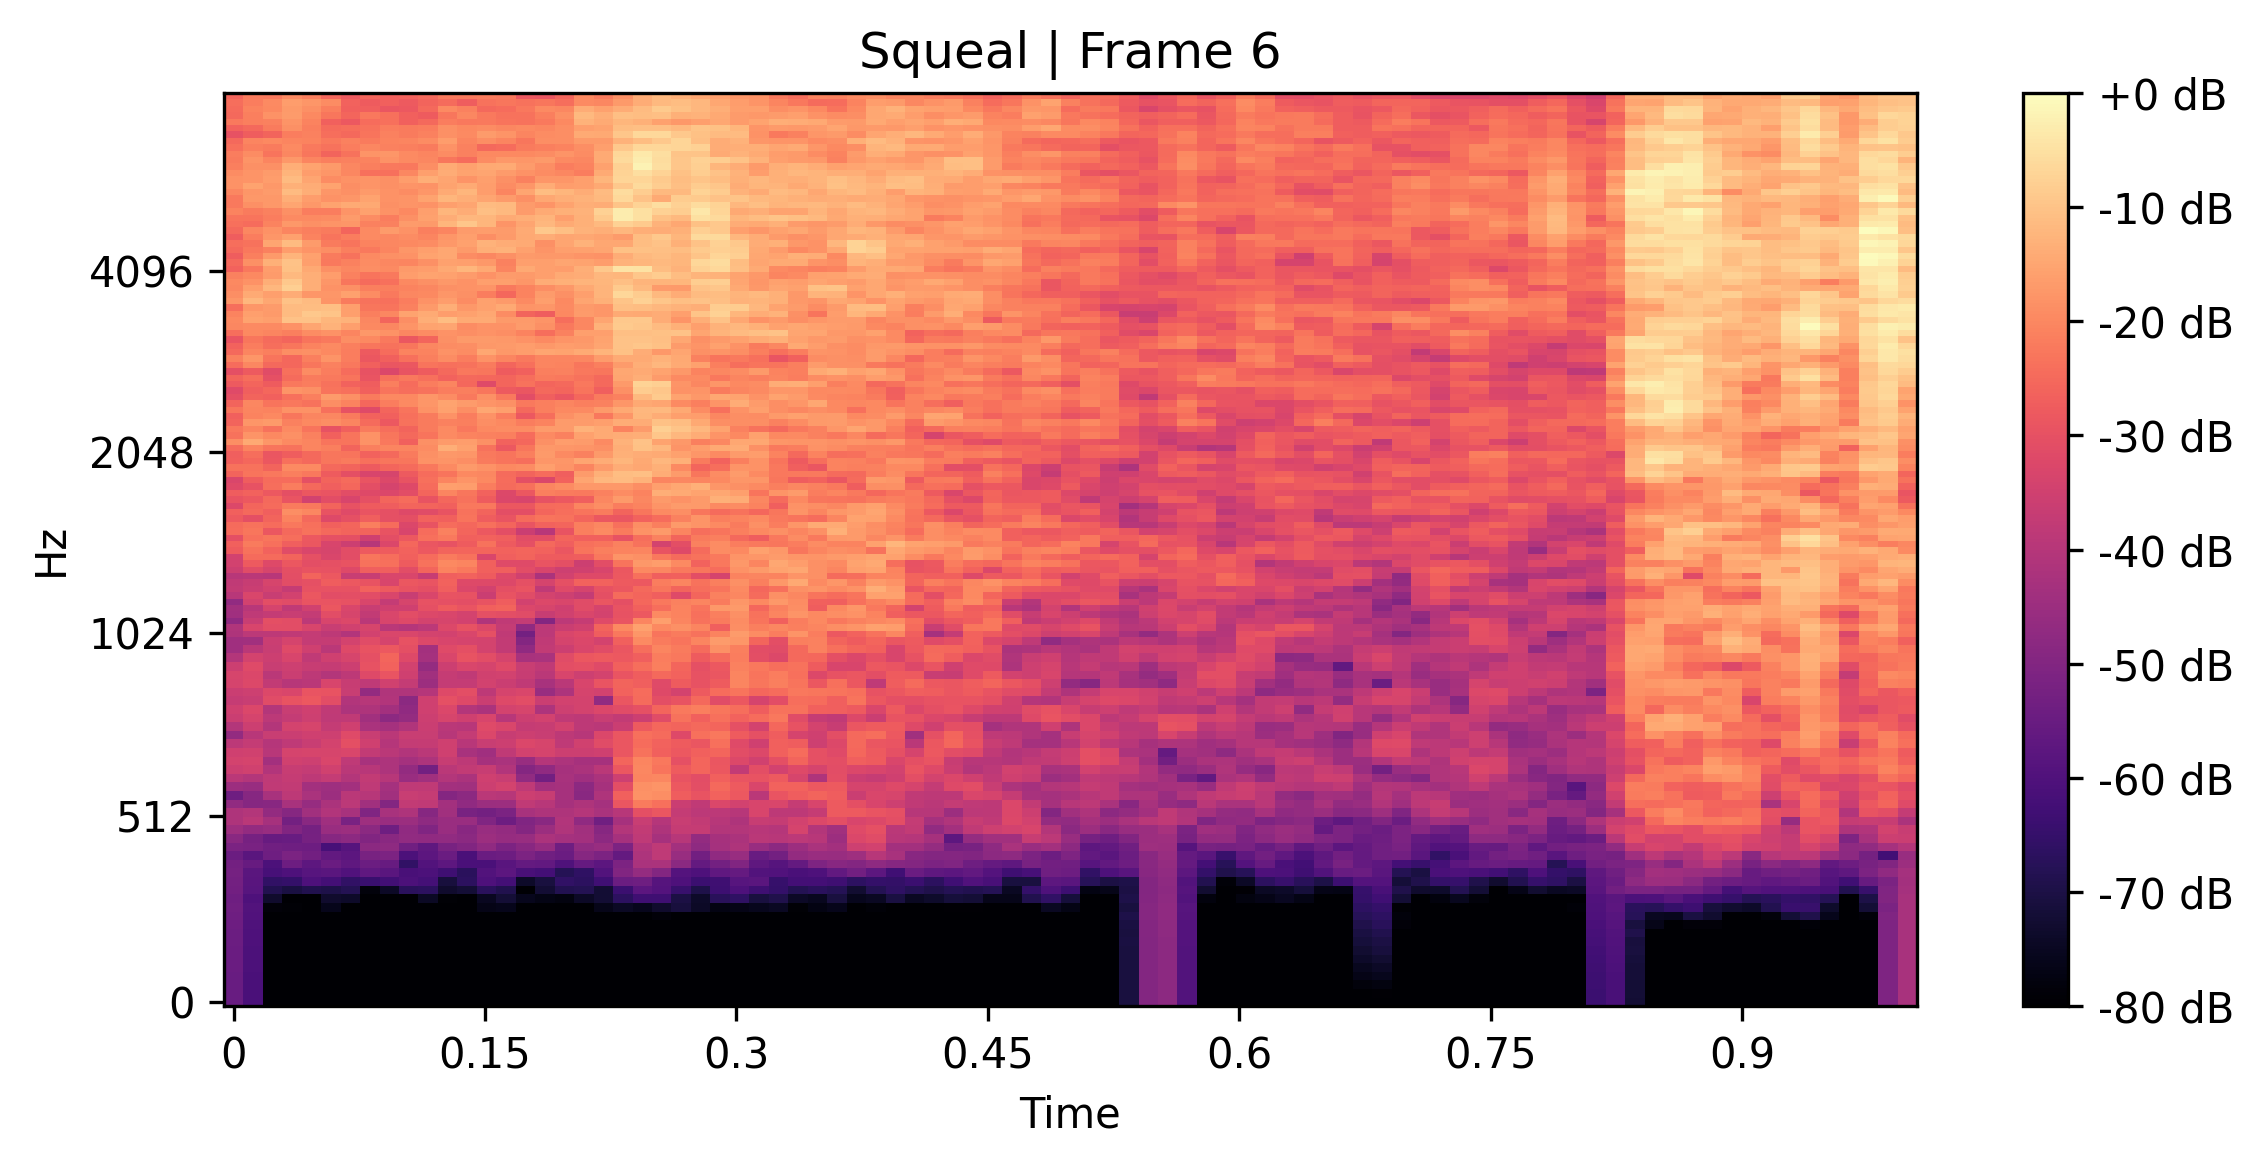 Squeal | Frame 6
+0 dB
-10 dB
-20 dB
-30 dB
-40 dB
-50 dB
-60 dB
-70 dB
-80 dB
Hz
4096
2048
1024
512
0
0 0.15 0.3 0.45 0.6 0.75 0.9
Time